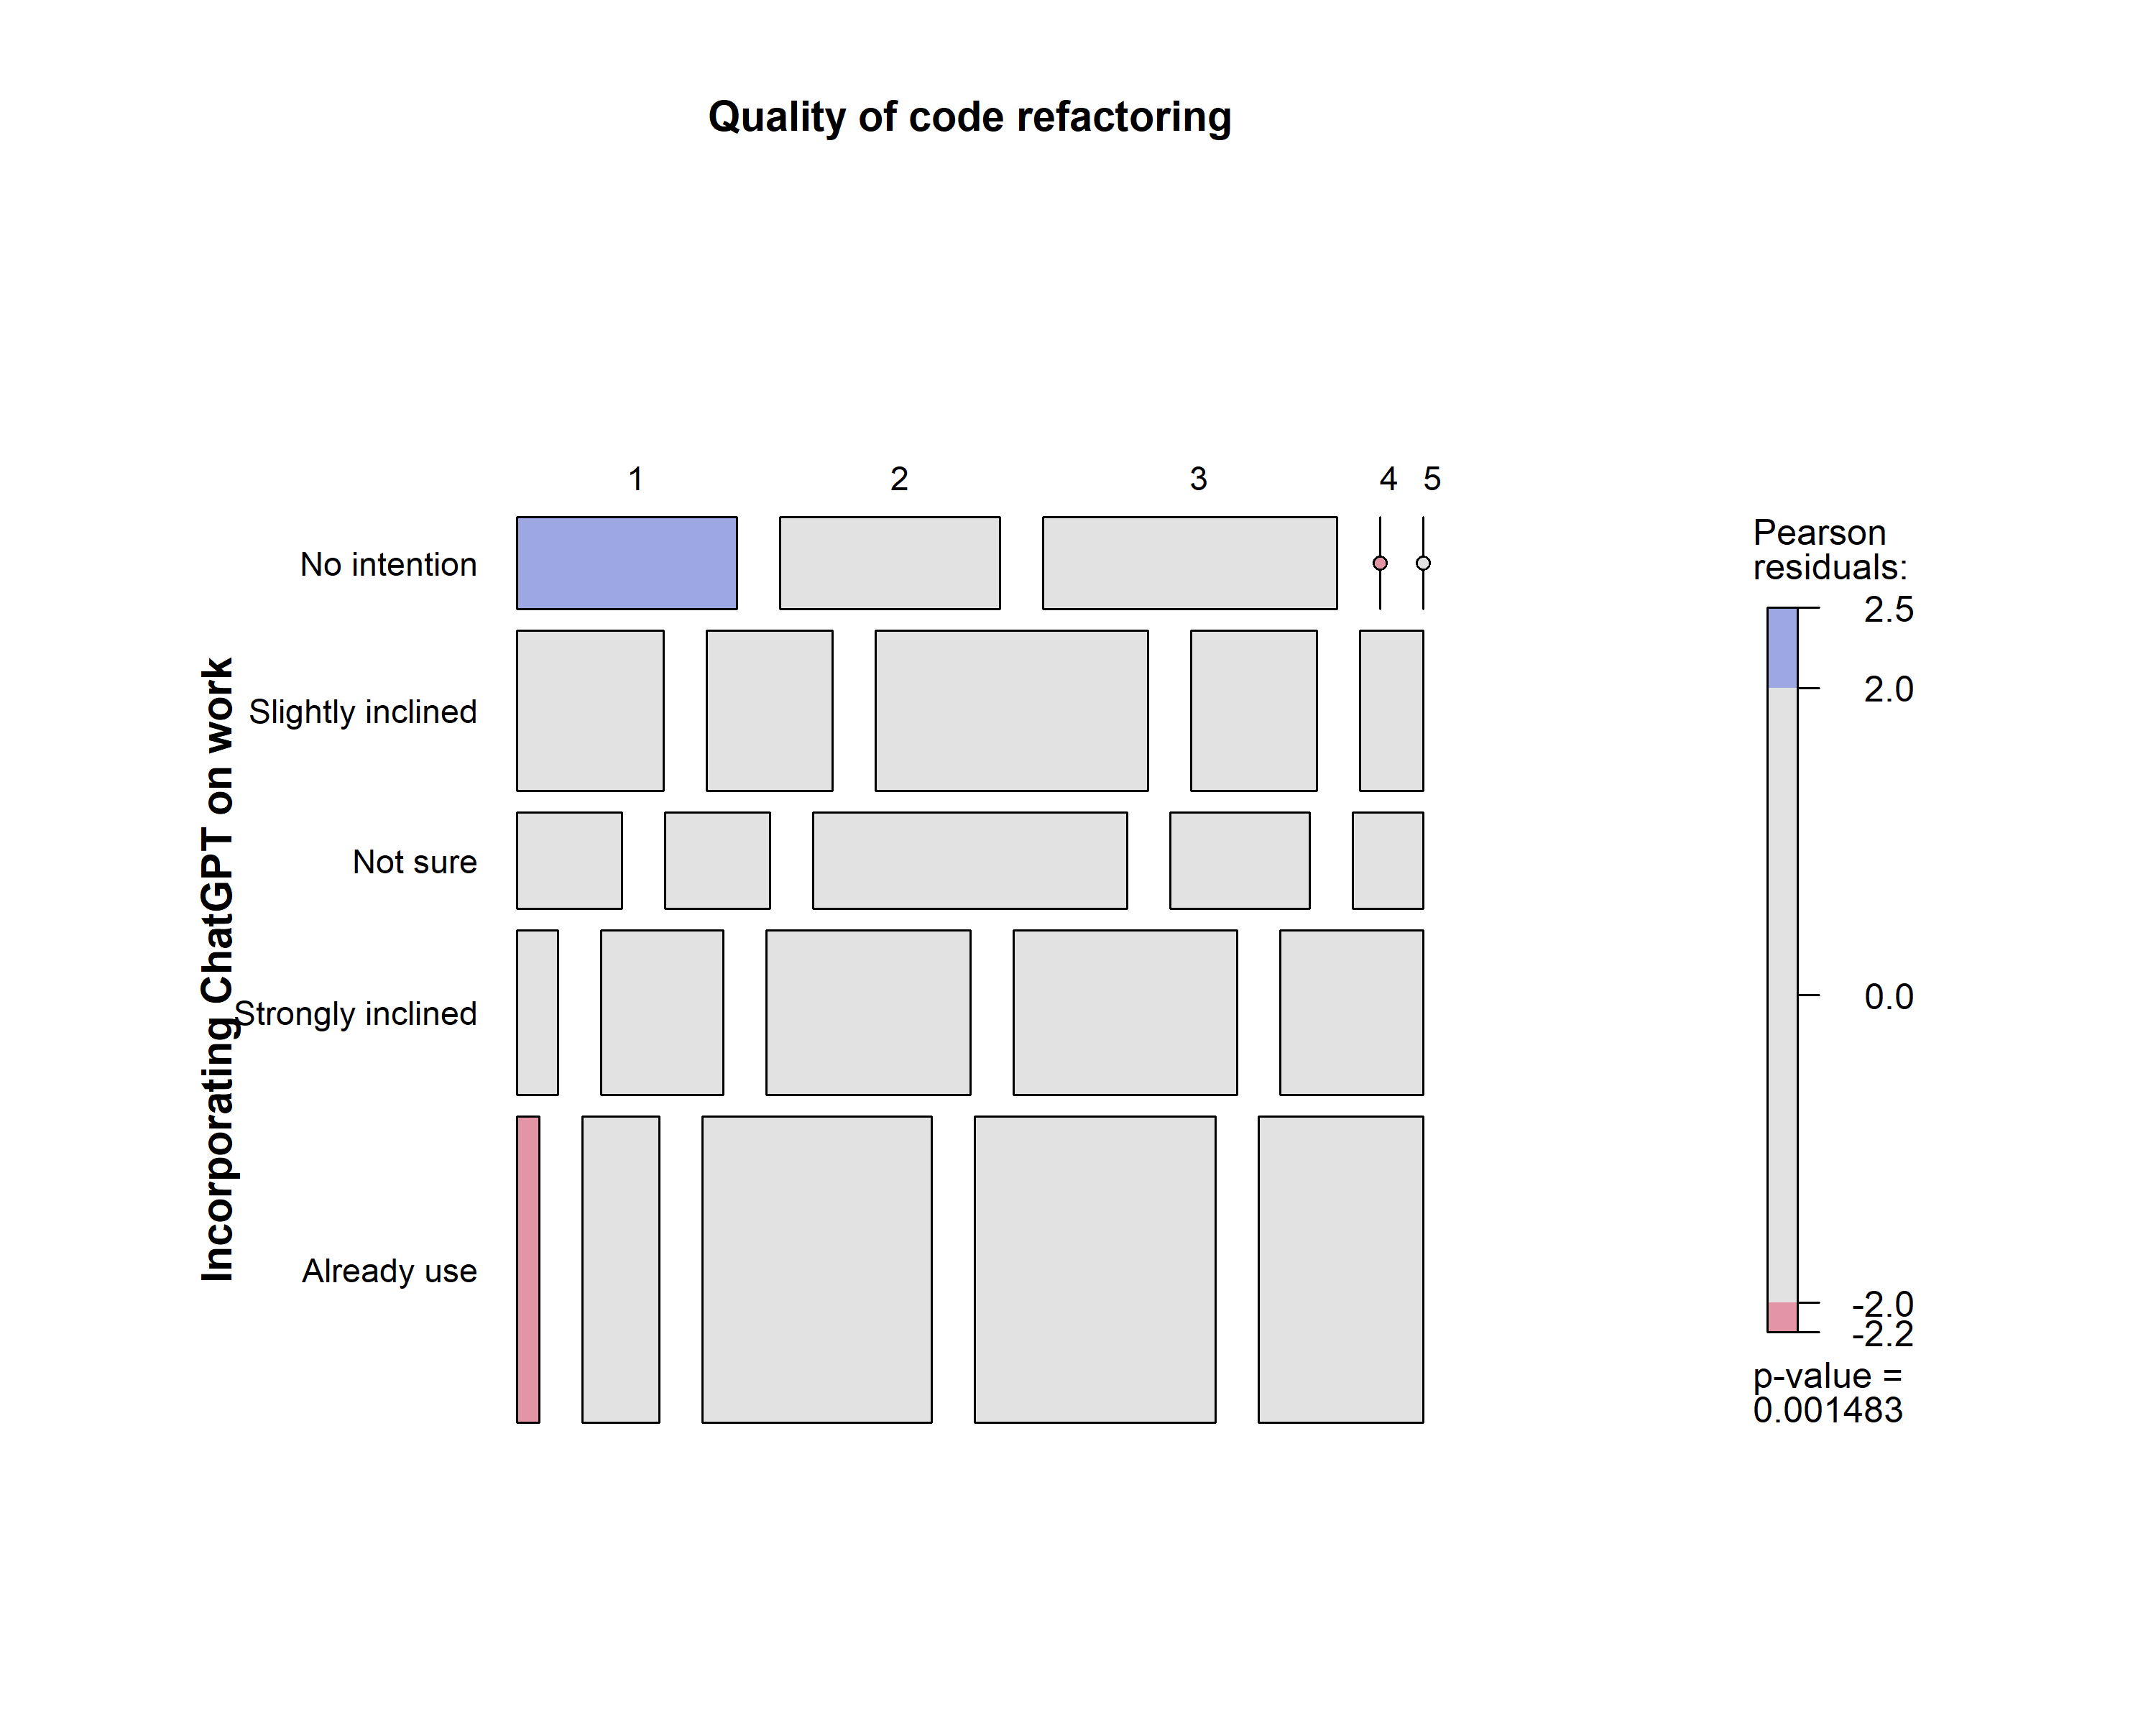 Quality of code refactoring
1 2 3 4 5
Incorporating ChatGPT on work
No intention
Slightly inclined
Not sure
Strongly inclined
Already use
Pearson
residuals:
2.5
2.0
0.0
-2.0
-2.2
p-value =
0.001483